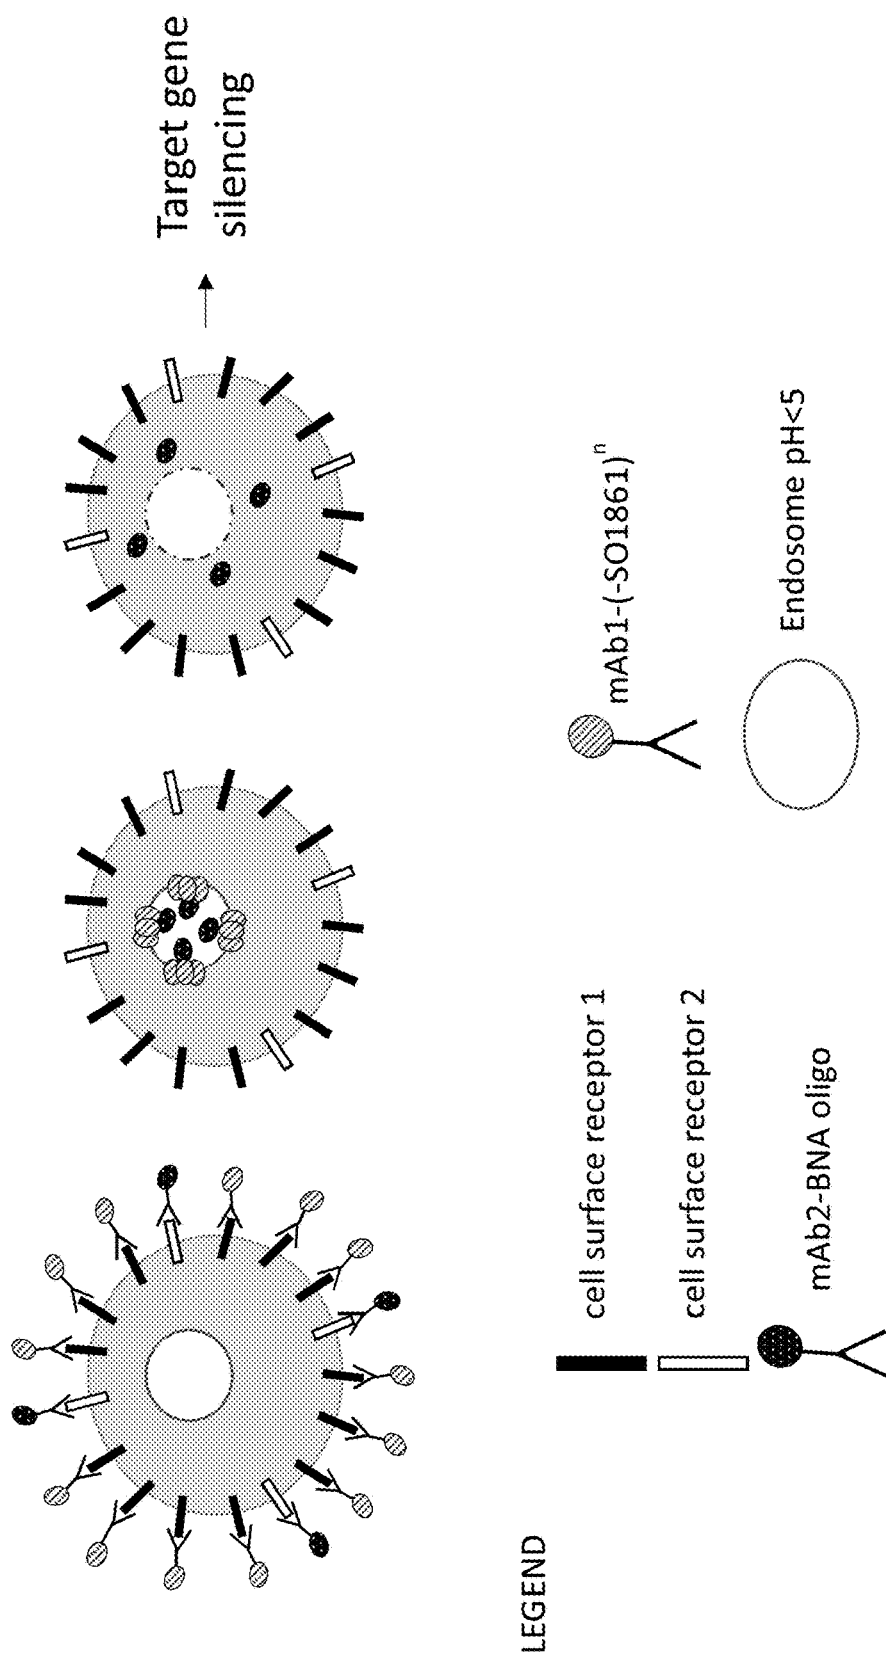 Target gene
silencing
LEGEND
cell surface receptor 1
cell surface receptor 2
mAb2-BNA oligo
mAb1-(-SO1861)ⁿ
Endosome pH<5